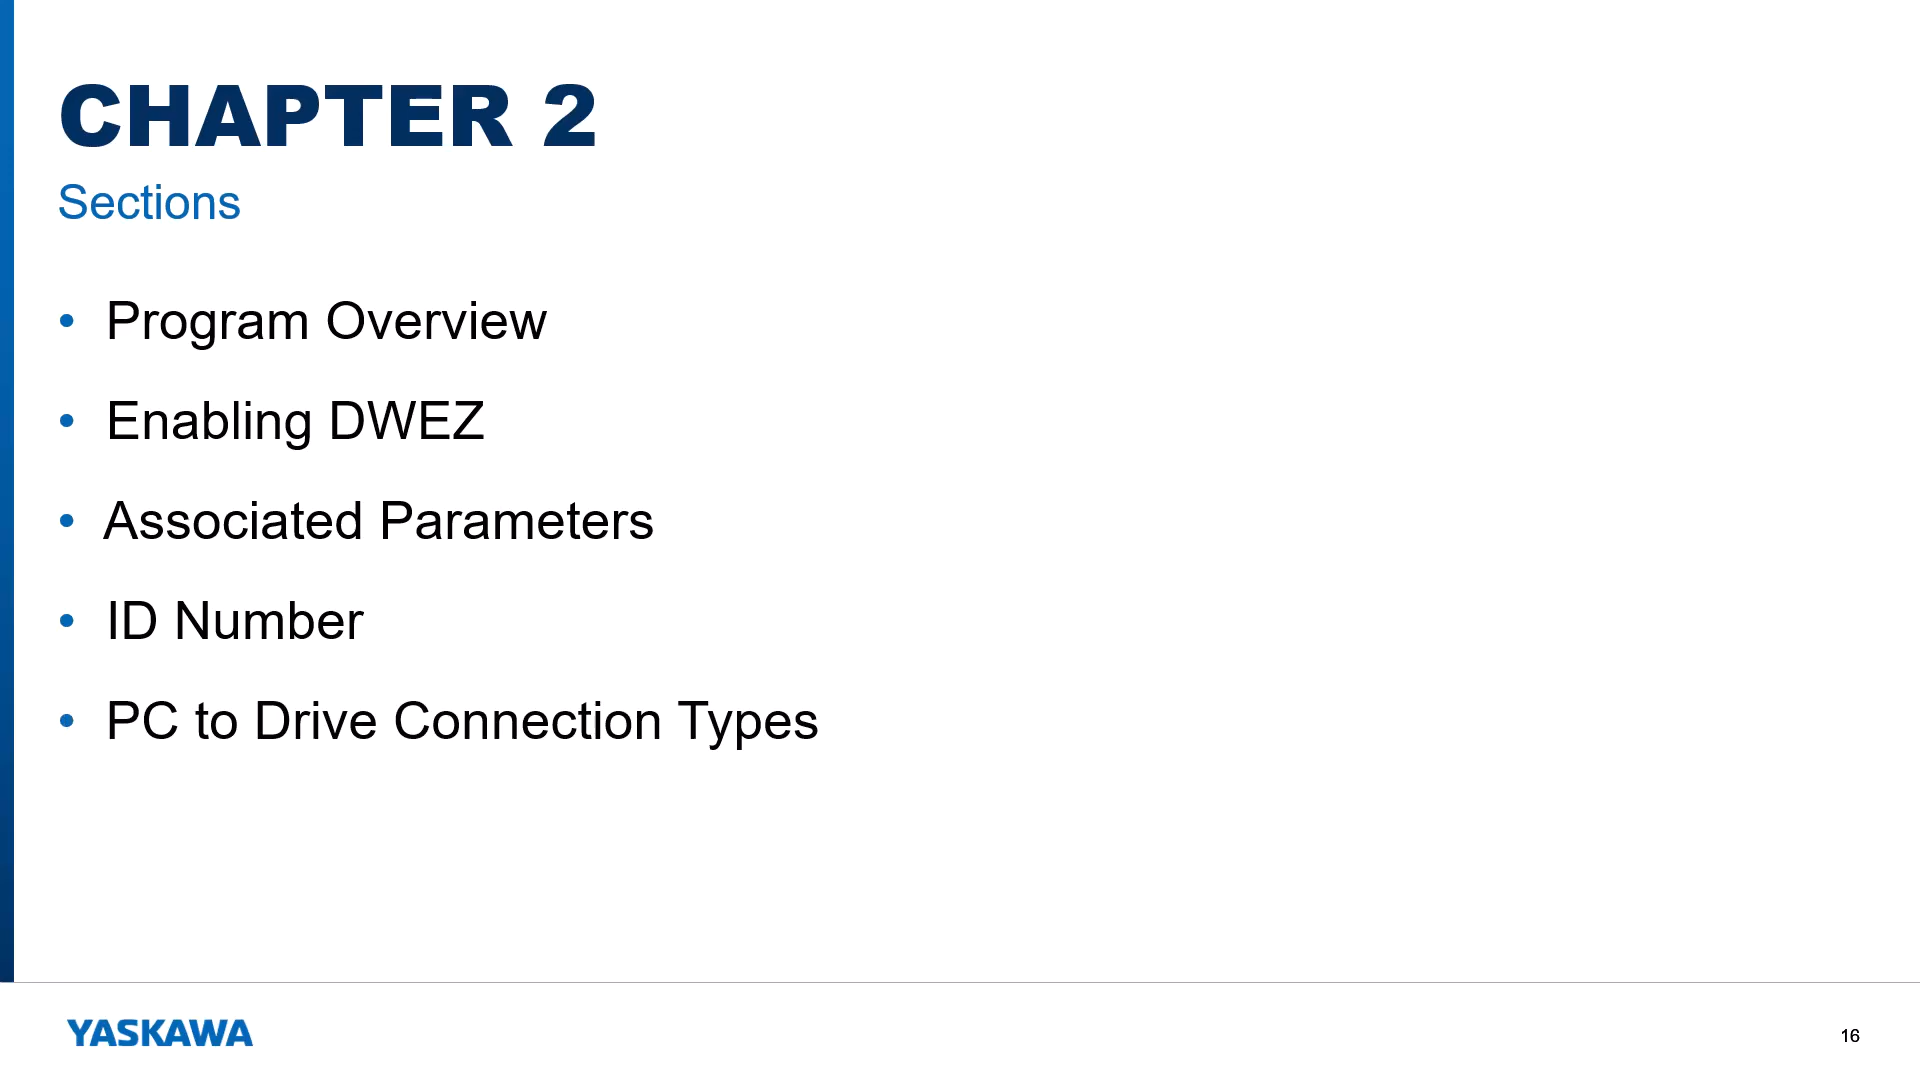 CHAPTER 2
Sections
• Program Overview
• Enabling DWEZ
• Associated Parameters
• ID Number
• PC to Drive Connection Types
YASKAWA
16